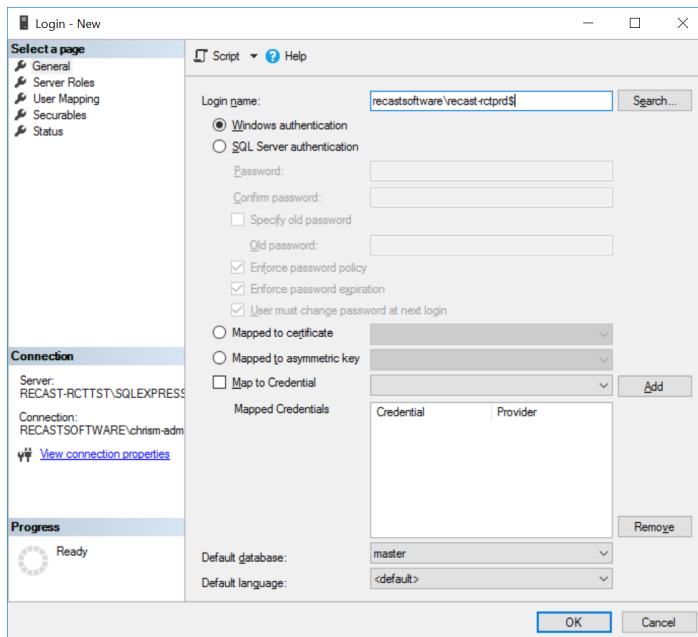 Login - New
Select a page
General
Server Roles
User Mapping
Securables
Status
Script
Help
Login name:
recastsoftware\recast-rctprd$
Search...
Windows authentication
SQL Server authentication
Password:
Confirm password:
Specify old password
Old password:
Enforce password policy
Enforce password expiration
User must change password at next login
Mapped to certificate
Mapped to asymmetric key
Map to Credential
Add
Mapped Credentials
Credential Provider
Remove
Default database:
master
Default language:
<default>
Connection
Server:
RECAST-RCTTST\SQLEXPRESS
Connection:
RECASTSOFTWARE\chrism-adm
View connection properties
Progress
Ready
OK
Cancel